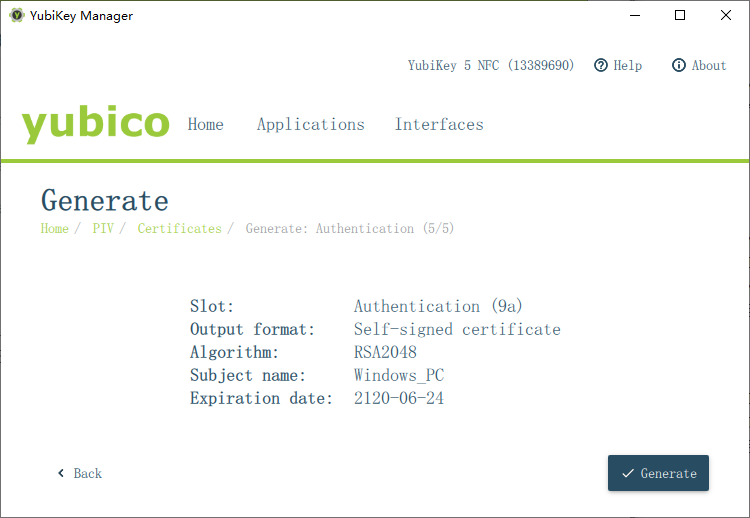 YubiKey Manager
YubiKey 5 NFC (13389690) Help About
yubico Home Applications Interfaces
Generate
Home / PIV / Certificates / Generate: Authentication (5/5)
Slot: Authentication (9a)
Output format: Self-signed certificate
Algorithm: RSA2048
Subject name: Windows_PC
Expiration date: 2120-06-24
Back Generate